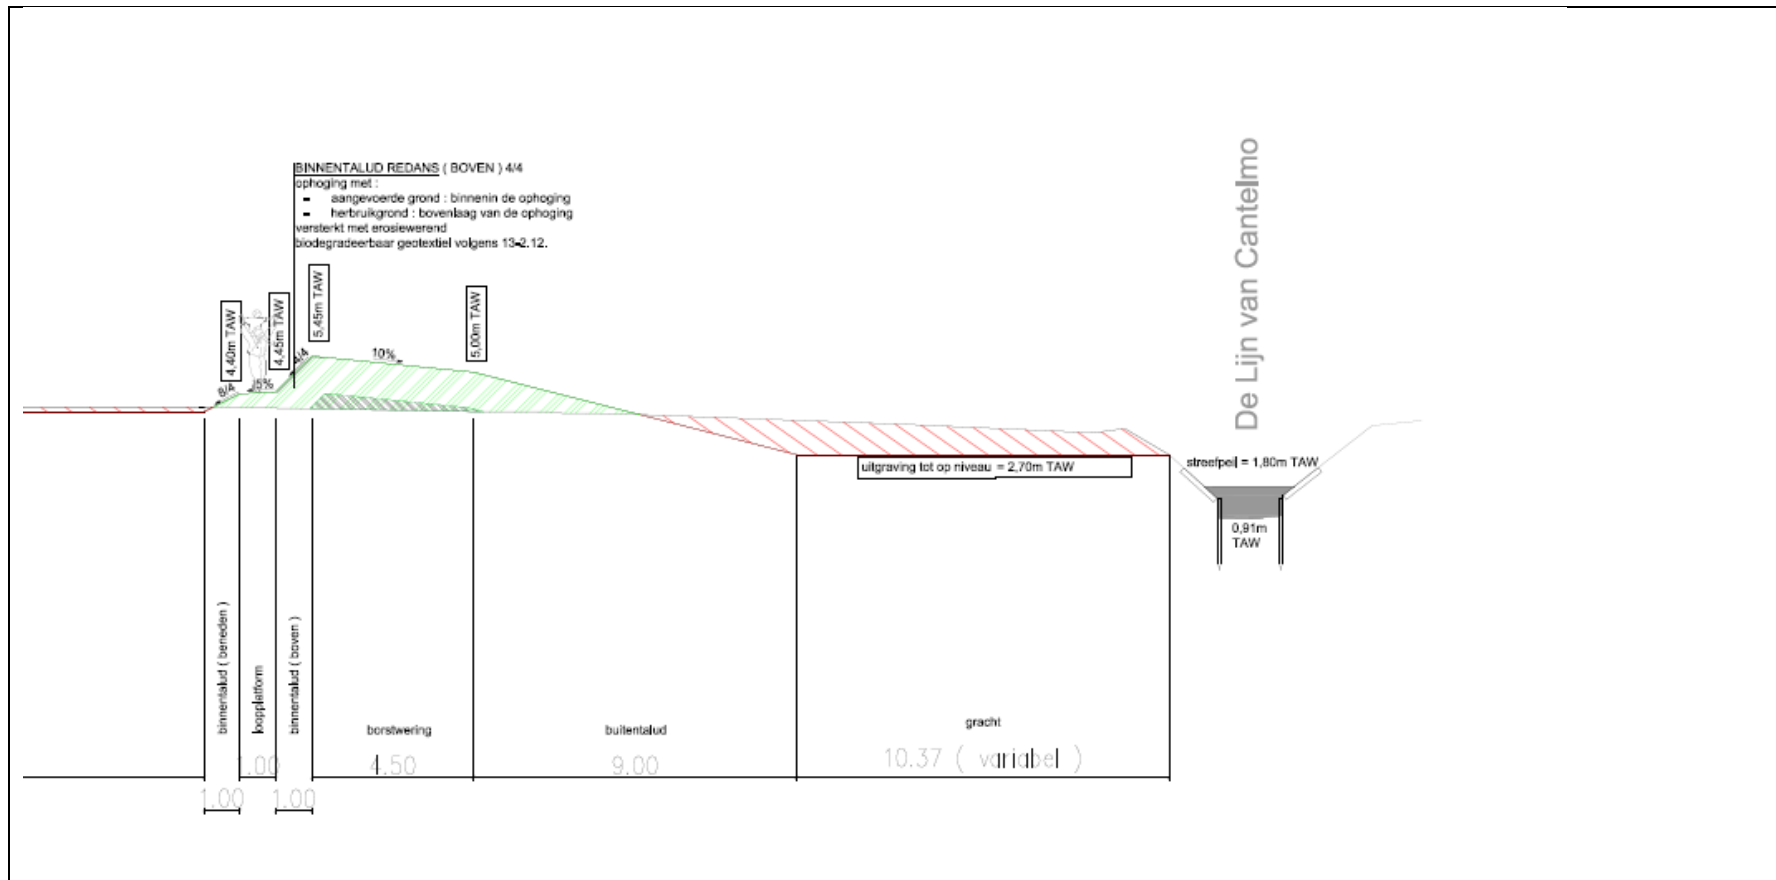 BINNENTALUD REDANS ( BOVEN ) 4/4
ophoging met :
- aangevoerde grond : binnenin de ophoging
- herbruikgrond : bovenlaag van de ophoging
versterkt met erosiewerend
biodegradeerbaar geotextiel volgens 13-2.12.
De Lijn van Cantelmo
4,40m TAW
4,45m TAW
5,45m TAW
5,00m TAW
8/4
5%
4/4
10%
uitgraving tot op niveau = 2,70m TAW
streefpeil = 1,80m TAW
0,91m
TAW
binnentalud ( beneden )
loopplatform
binnentalud ( boven )
borstwering
buitentalud
gracht
1.00
4.50
9.00
10.37 ( variabel )
1.00
1.00